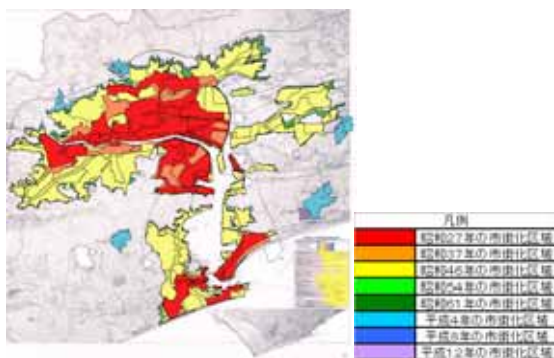 凡例
昭和27年の市街化区域
昭和37年の市街化区域
昭和46年の市街化区域
昭和54年の市街化区域
昭和61年の市街化区域
平成4年の市街化区域
平成8年の市街化区域
平成12年の市街化区域